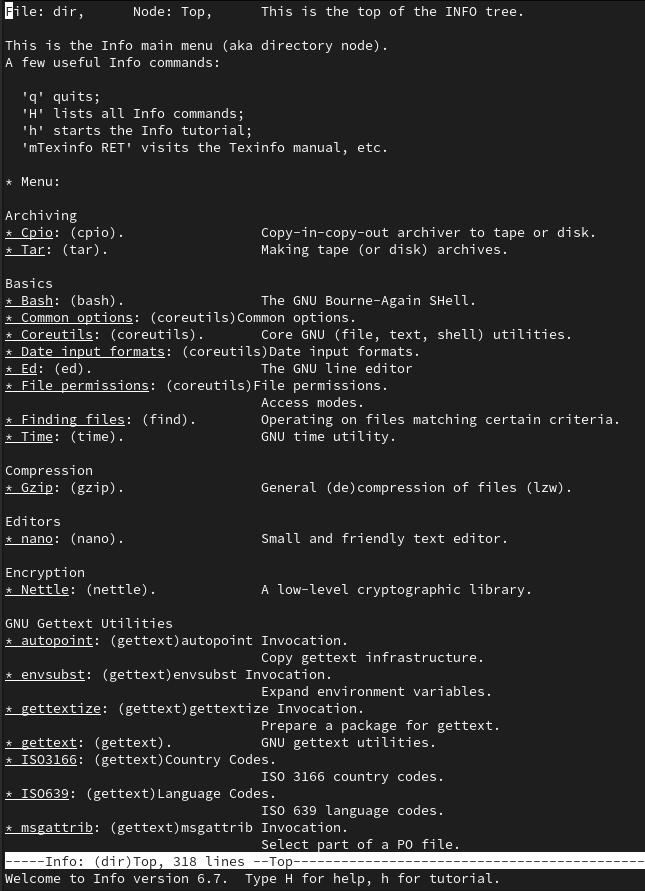 File: dir,      Node: Top,      This is the top of the INFO tree.

This is the Info main menu (aka directory node).
A few useful Info commands:

  'q' quits;
  'H' lists all Info commands;
  'h' starts the Info tutorial;
  'mTexinfo RET' visits the Texinfo manual, etc.

* Menu:

Archiving
* Cpio: (cpio).                 Copy-in-copy-out archiver to tape or disk.
* Tar: (tar).                   Making tape (or disk) archives.

Basics
* Bash: (bash).                 The GNU Bourne-Again SHell.
* Common options: (coreutils)Common options.
* Coreutils: (coreutils).       Core GNU (file, text, shell) utilities.
* Date input formats: (coreutils)Date input formats.
* Ed: (ed).                     The GNU line editor
* File permissions: (coreutils)File permissions.
                                Access modes.
* Finding files: (find).        Operating on files matching certain criteria.
* Time: (time).                 GNU time utility.

Compression
* Gzip: (gzip).                 General (de)compression of files (lzw).

Editors
* nano: (nano).                 Small and friendly text editor.

Encryption
* Nettle: (nettle).             A low-level cryptographic library.

GNU Gettext Utilities
* autopoint: (gettext)autopoint Invocation.
                                Copy gettext infrastructure.
* envsubst: (gettext)envsubst Invocation.
                                Expand environment variables.
* gettextize: (gettext)gettextize Invocation.
                                Prepare a package for gettext.
* gettext: (gettext).           GNU gettext utilities.
* ISO3166: (gettext)Country Codes.
                                ISO 3166 country codes.
* ISO639: (gettext)Language Codes.
                                ISO 639 language codes.
* msgattrib: (gettext)msgattrib Invocation.
                                Select part of a PO file.
-----Info: (dir)Top, 318 lines --Top--------------------------------------------
Welcome to Info version 6.7.  Type H for help, h for tutorial.